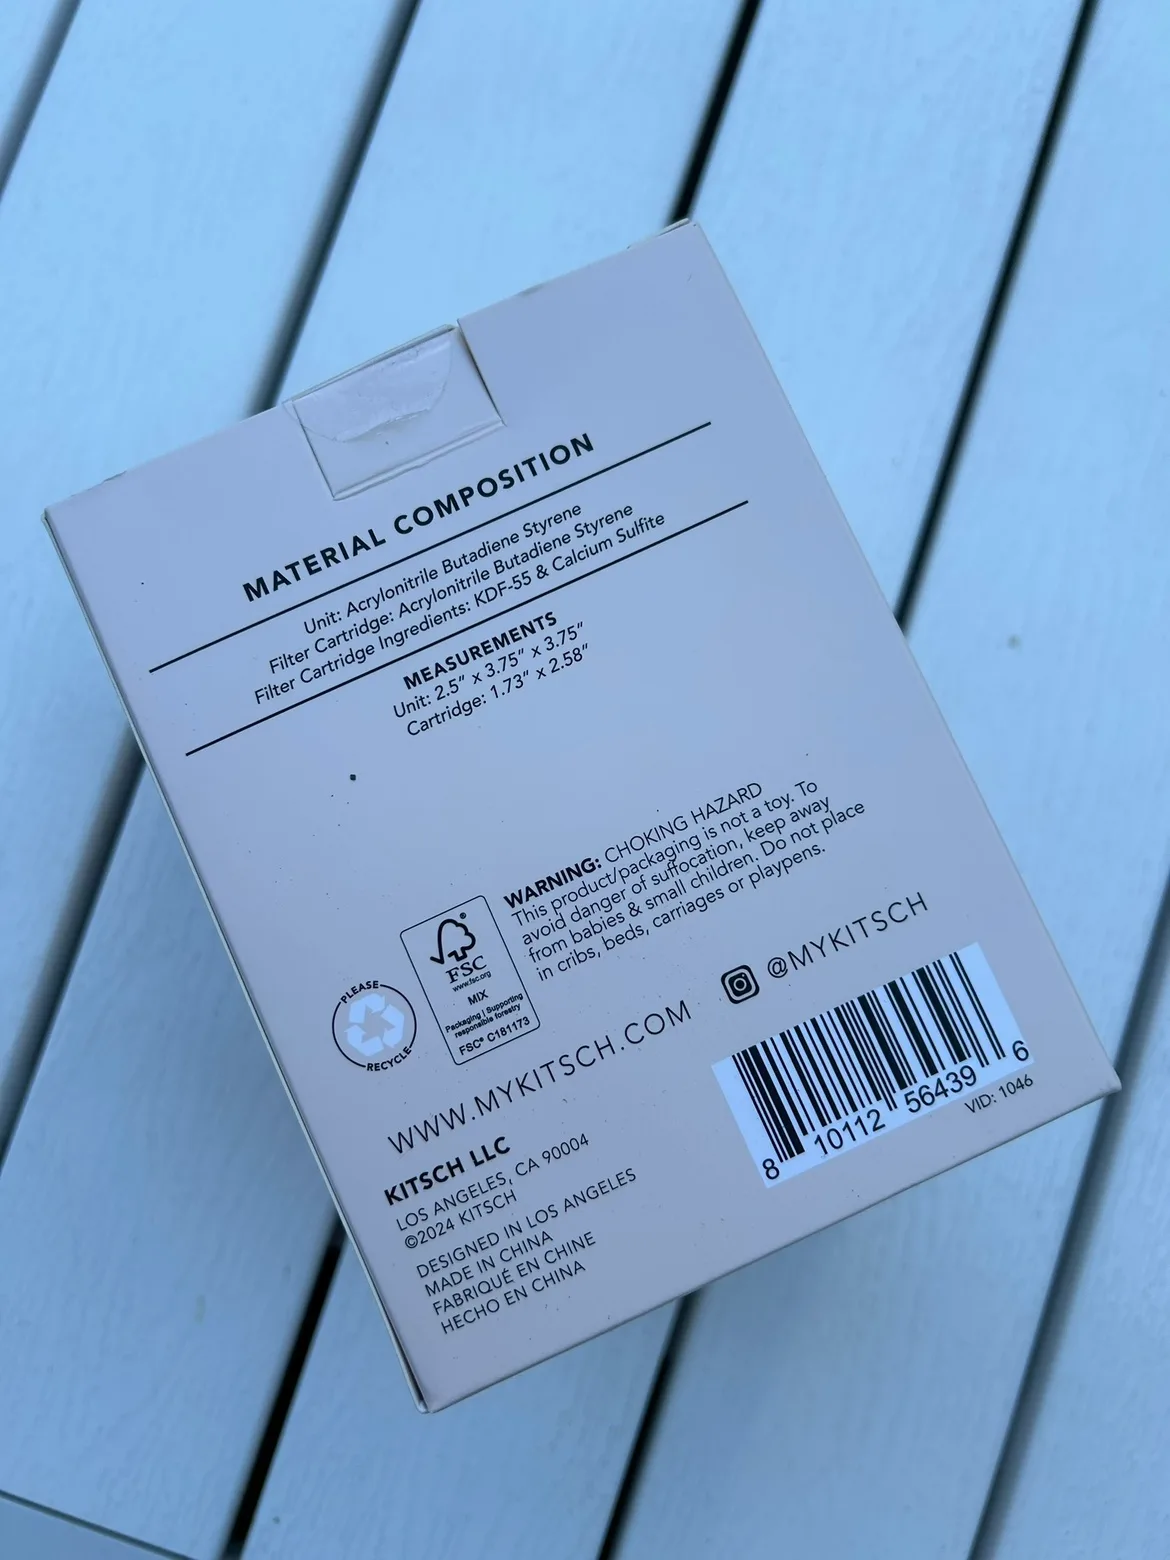 MATERIAL COMPOSITION
Unit: Acrylonitrile Butadiene Styrene
Filter Cartridge: Acrylonitrile Butadiene Styrene
Filter Cartridge Ingredients: KDF-55 & Calcium Sulfite
MEASUREMENTS
Unit: 2.5" x 3.75" x 3.75"
Cartridge: 1.73" x 2.58"
WARNING: CHOKING HAZARD
This product/packaging is not a toy. To
avoid danger of suffocation, keep away
from babies & small children. Do not place
in cribs, beds, carriages or playpens.
PLEASE
RECYCLE
FSC®
www.fsc.org
MIX
Packaging | Supporting
responsible forestry
FSC® C181173
WWW.MYKITSCH.COM
@MYKITSCH
KITSCH LLC
LOS ANGELES, CA 90004
©2024 KITSCH
DESIGNED IN LOS ANGELES
MADE IN CHINA
FABRIQUÉ EN CHINE
HECHO EN CHINA
8 10112 56439 6
VID: 1046